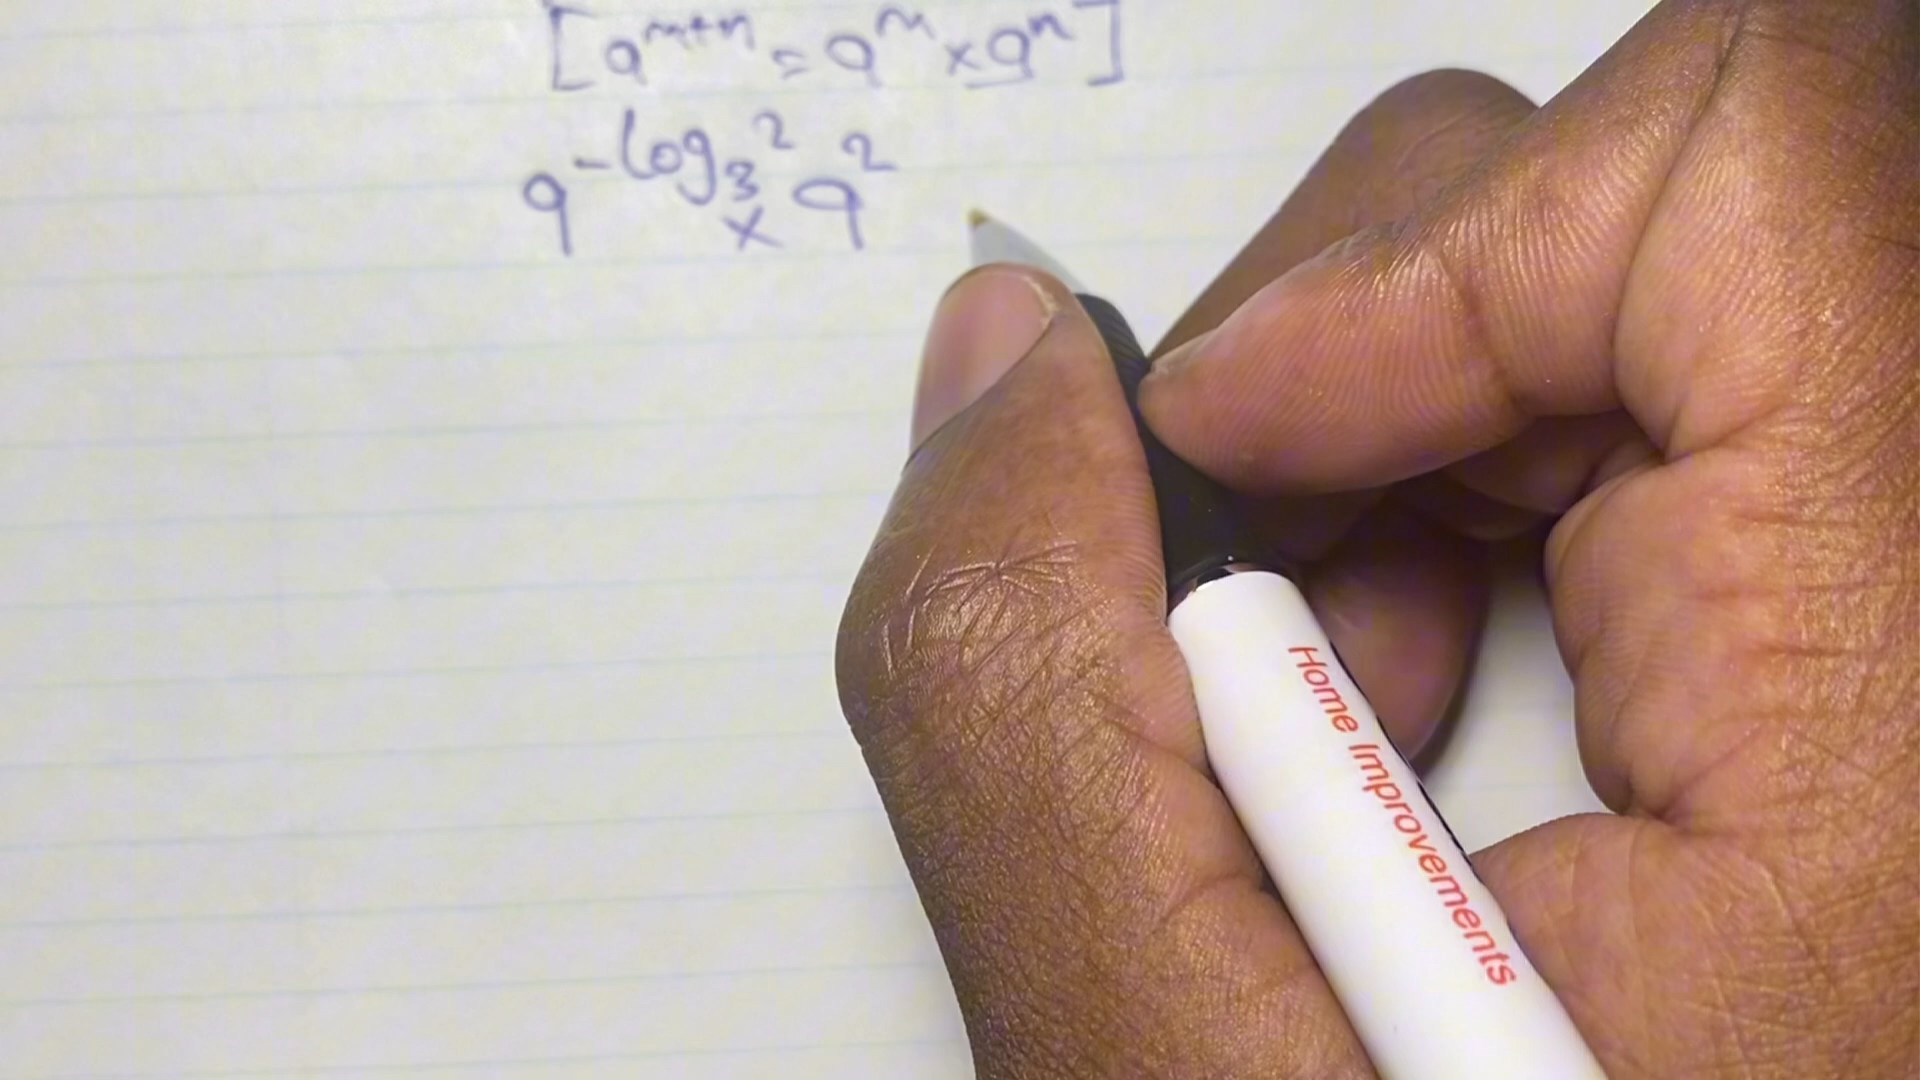 [a^{m+n} = a^m × a^n]
9^{-log_3 2} × 9^2
Home Improvements